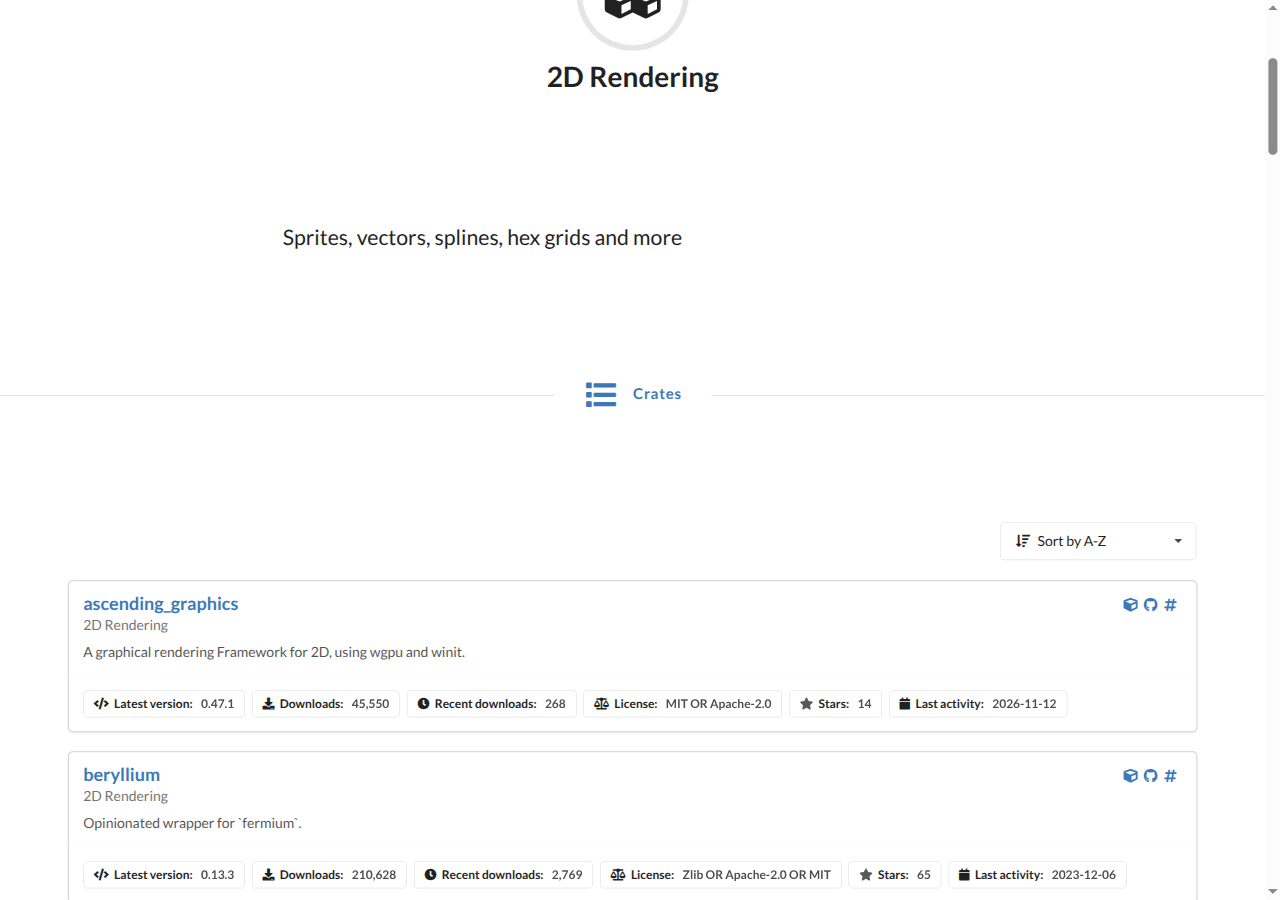 2D Rendering
Sprites, vectors, splines, hex grids and more
Crates
Sort by A-Z
ascending_graphics
2D Rendering
A graphical rendering Framework for 2D, using wgpu and winit.
Latest version: 0.47.1 Downloads: 45,550 Recent downloads: 268 License: MIT OR Apache-2.0 Stars: 14 Last activity: 2026-11-12
beryllium
2D Rendering
Opinionated wrapper for `fermium`.
Latest version: 0.13.3 Downloads: 210,628 Recent downloads: 2,769 License: Zlib OR Apache-2.0 OR MIT Stars: 65 Last activity: 2023-12-06